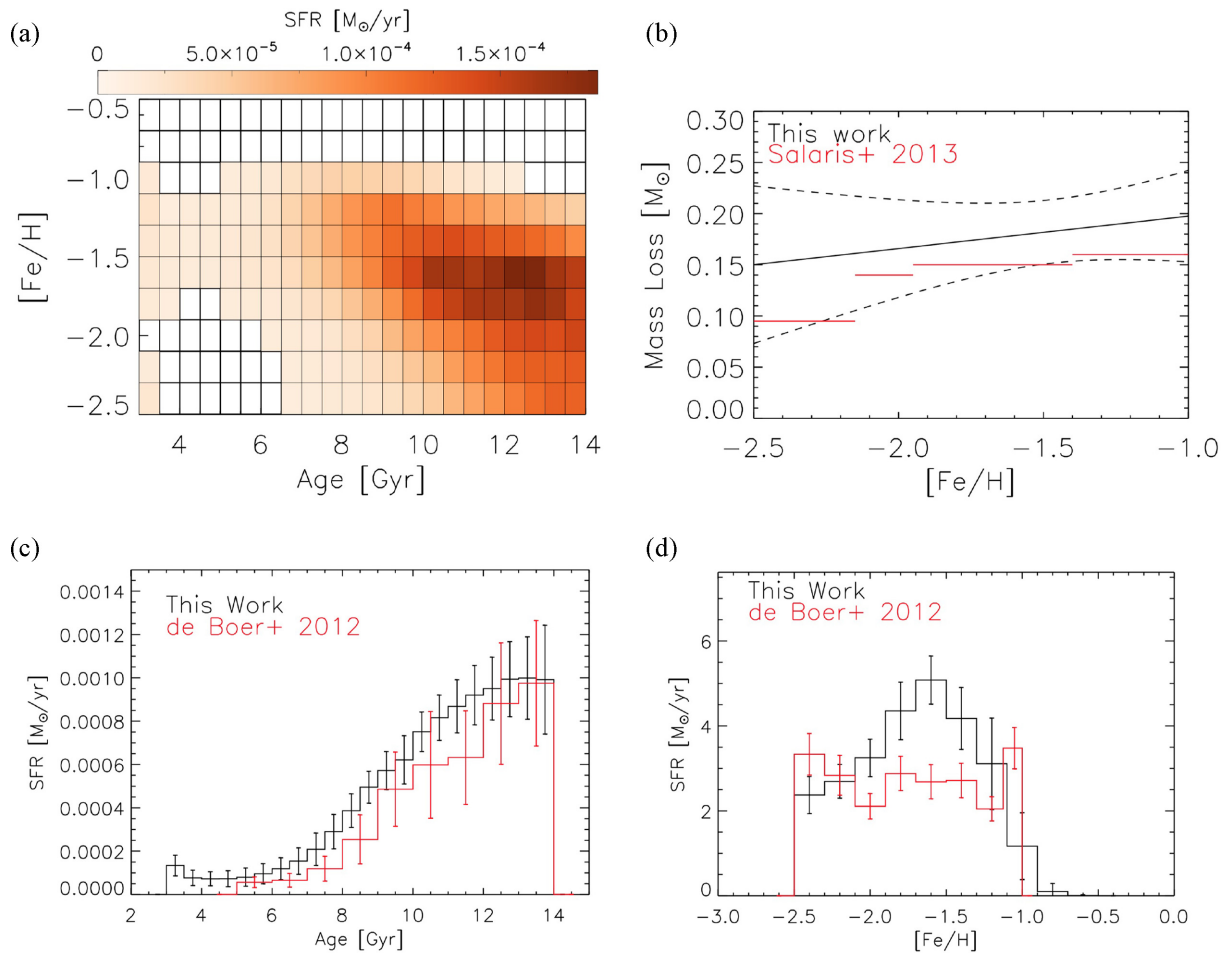 (a)
SFR [M⊙/yr]
0 5.0×10⁻⁵ 1.0×10⁻⁴ 1.5×10⁻⁴
−0.5
−1.0
−1.5
−2.0
−2.5
[Fe/H]
4 6 8 10 12 14
Age [Gyr]
(b)
This work
Salaris+ 2013
0.30
0.25
0.20
0.15
0.10
0.05
0.00
Mass Loss [M⊙]
−2.5 −2.0 −1.5 −1.0
[Fe/H]
(c)
This Work
de Boer+ 2012
0.0014
0.0012
0.0010
0.0008
0.0006
0.0004
0.0002
0.0000
SFR [M⊙/yr]
2 4 6 8 10 12 14
Age [Gyr]
(d)
This Work
de Boer+ 2012
6
4
2
0
SFR [M⊙/yr]
−3.0 −2.5 −2.0 −1.5 −1.0 −0.5 0.0
[Fe/H]